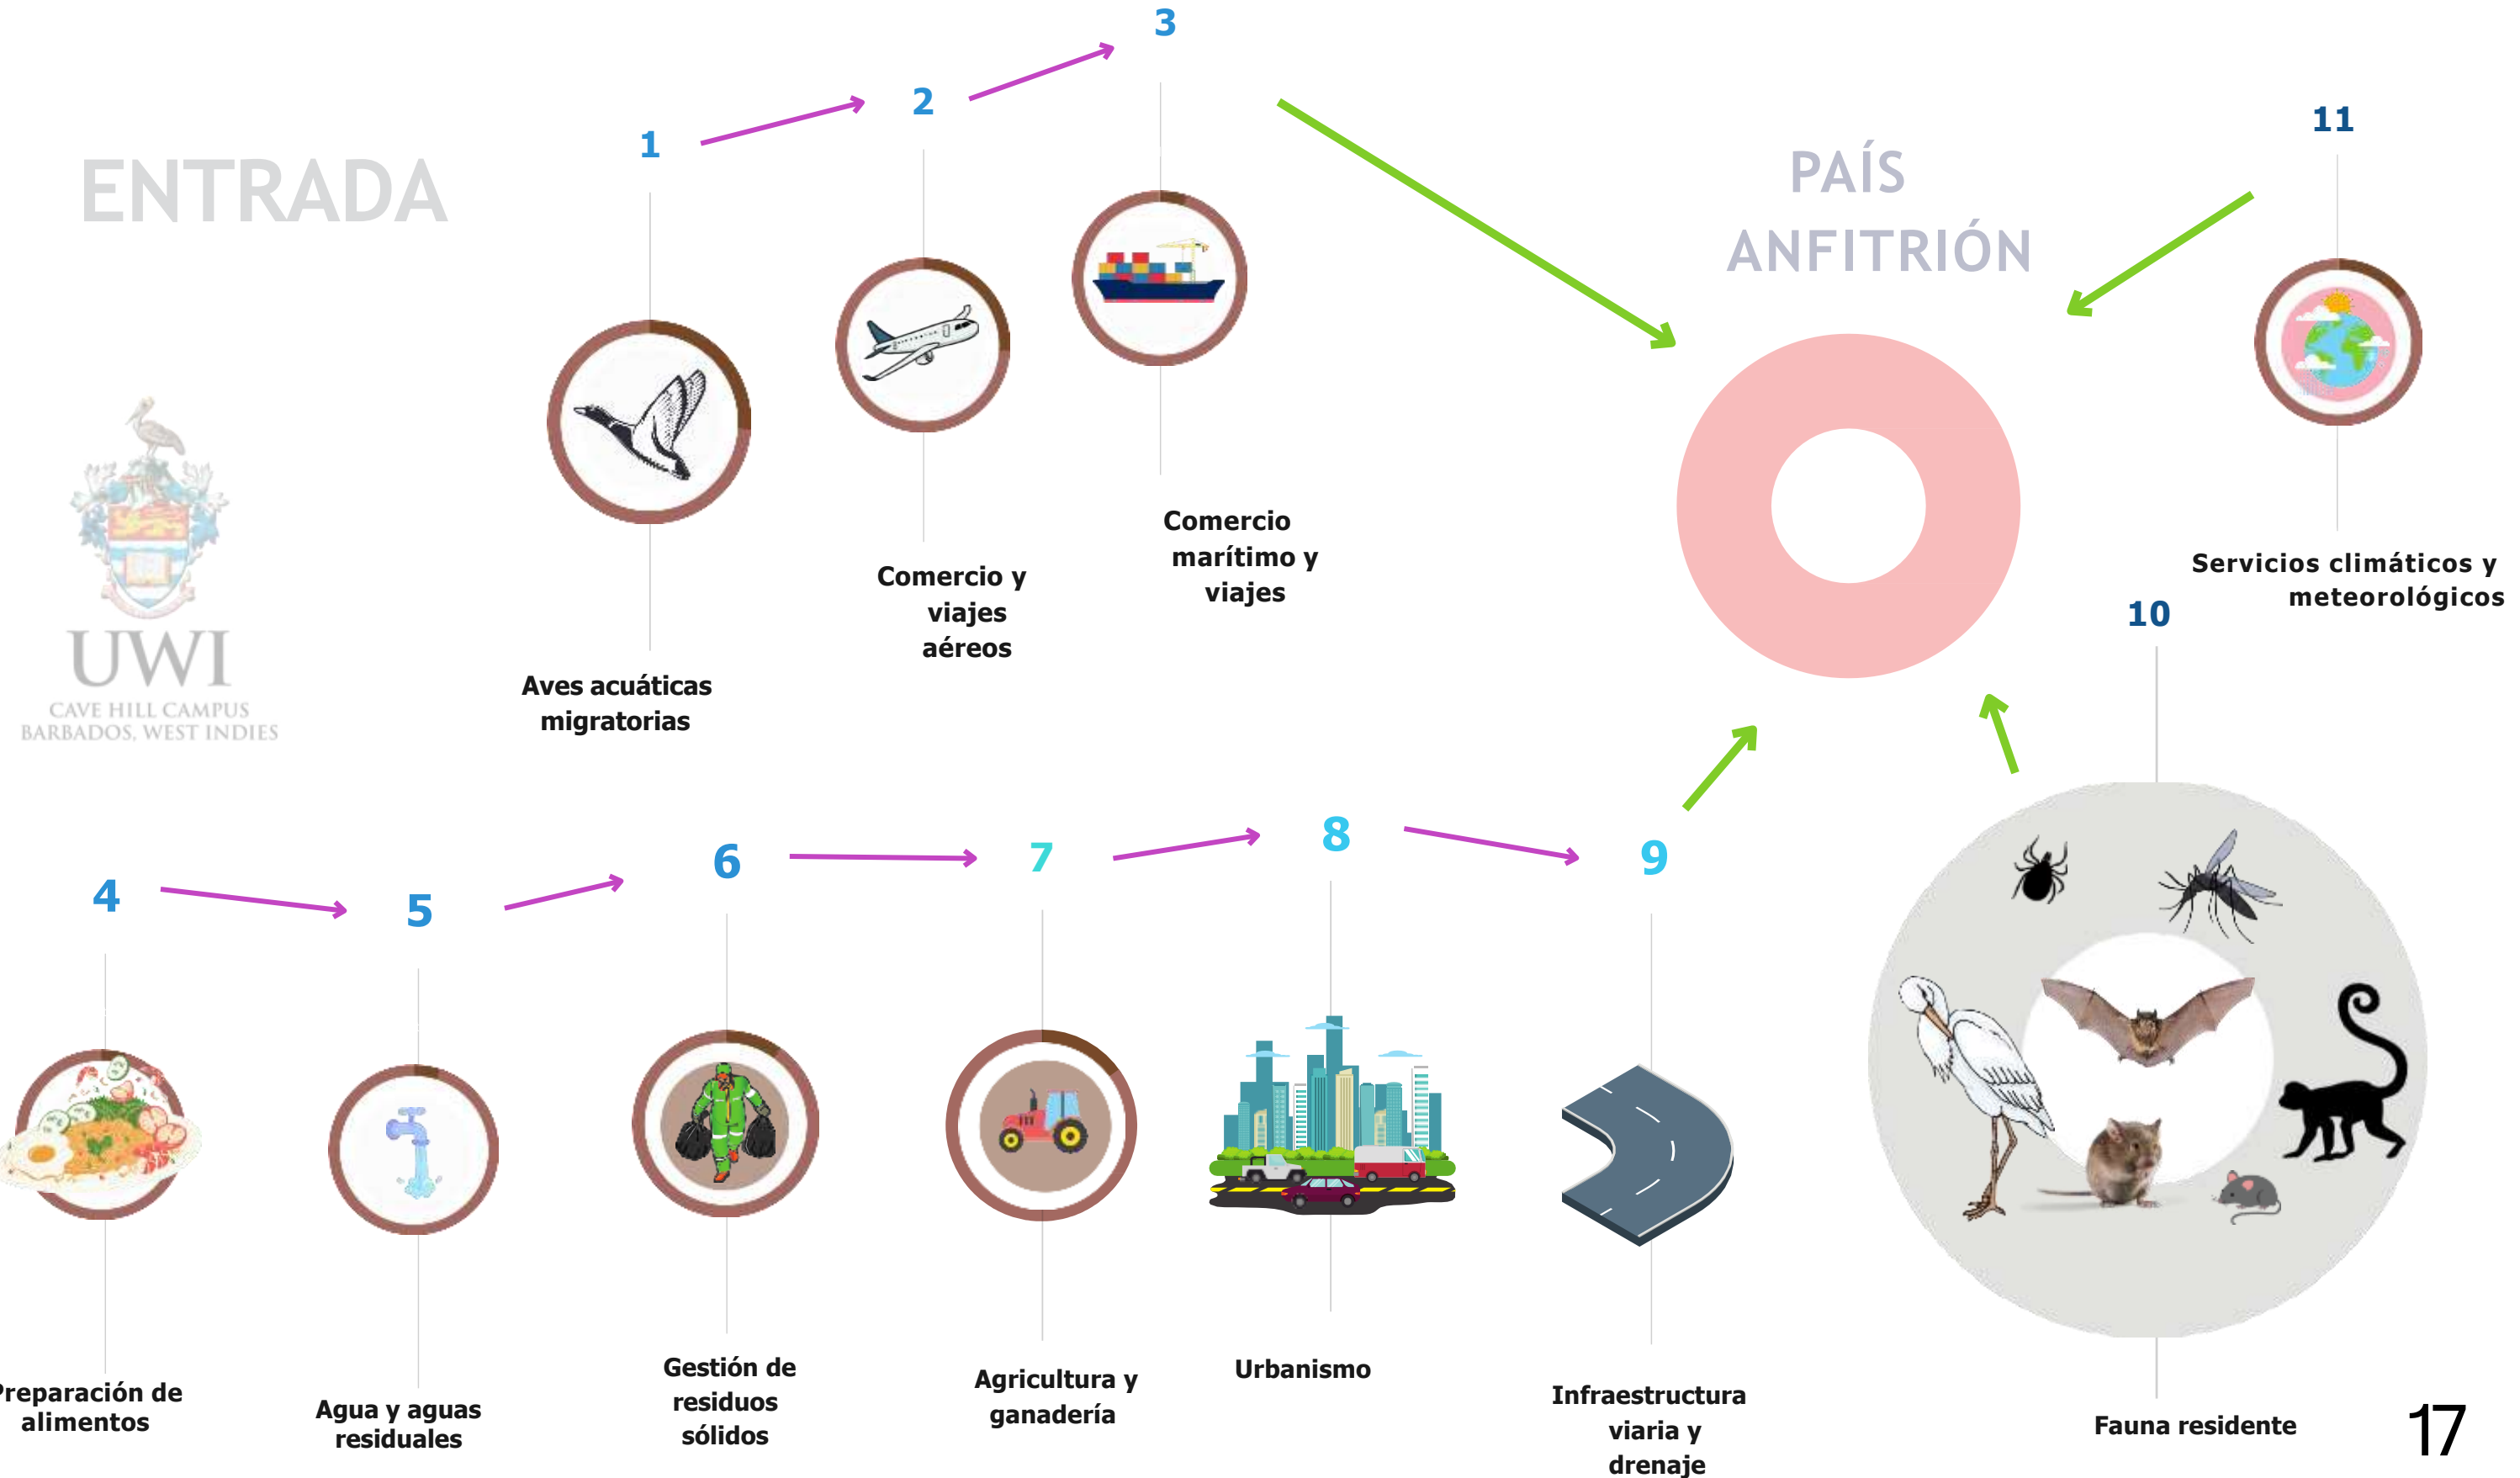 ENTRADA
1
2
3
PAÍS
ANFITRIÓN
11
Aves acuáticas
migratorias
Comercio y
viajes
aéreos
Comercio
marítimo y
viajes
Servicios climáticos y
meteorológicos
UWI
CAVE HILL CAMPUS
BARBADOS, WEST INDIES
4
5
6
7
8
9
10
Preparación de
alimentos
Agua y aguas
residuales
Gestión de
residuos
sólidos
Agricultura y
ganadería
Urbanismo
Infraestructura
viaria y
drenaje
Fauna residente
17